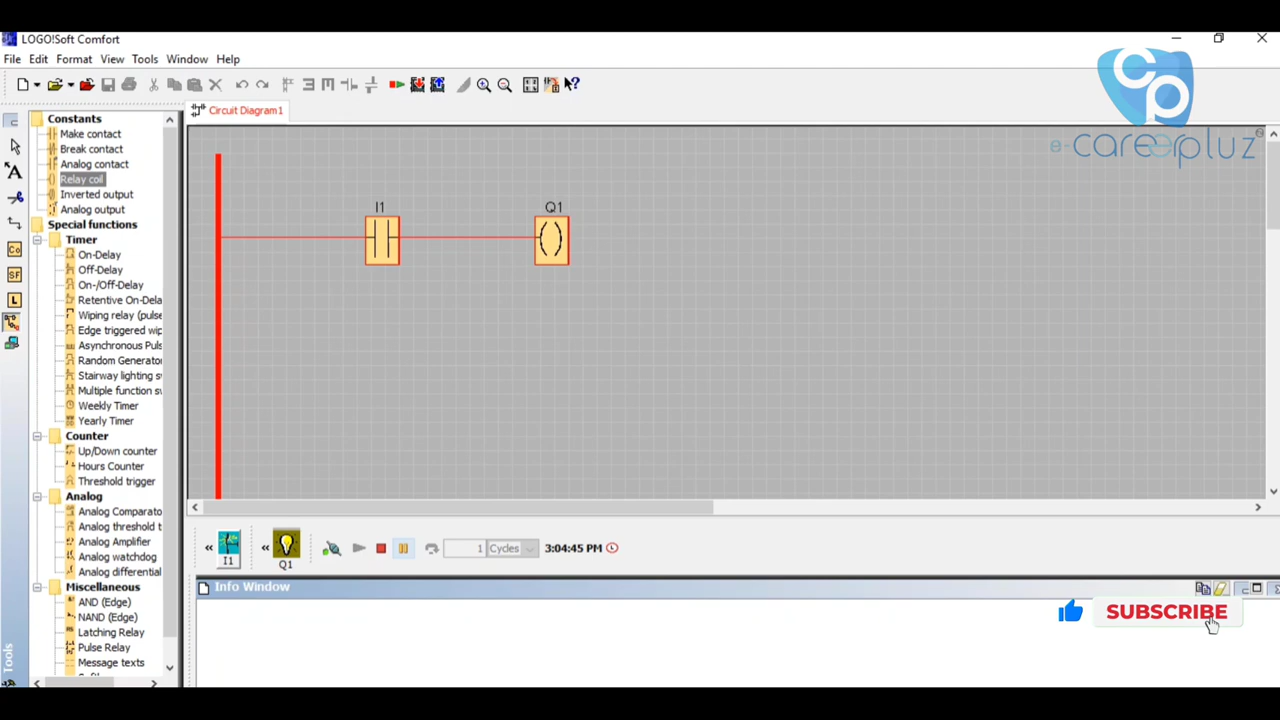 LOGO!Soft Comfort
File Edit Format View Tools Window Help
Circuit Diagram1
cp
e-careerpluz
Constants
Make contact
Break contact
Analog contact
Relay coil
Inverted output
Analog output
Special functions
Timer
On-Delay
Off-Delay
On-/Off-Delay
Retentive On-Dela
Wiping relay (pulse
Edge triggered wip
Asynchronous Puls
Random Generato
Stairway lighting s
Multiple function s
Weekly Timer
Yearly Timer
Counter
Up/Down counter
Hours Counter
Threshold trigger
Analog
Analog Comparato
Analog threshold t
Analog Amplifier
Analog watchdog
Analog differential
Miscellaneous
AND (Edge)
NAND (Edge)
Latching Relay
Pulse Relay
Message texts
Co
SF
L
Tools
I1
Q1
I1
Q1
1 Cycles
3:04:45 PM
Info Window
SUBSCRIBE